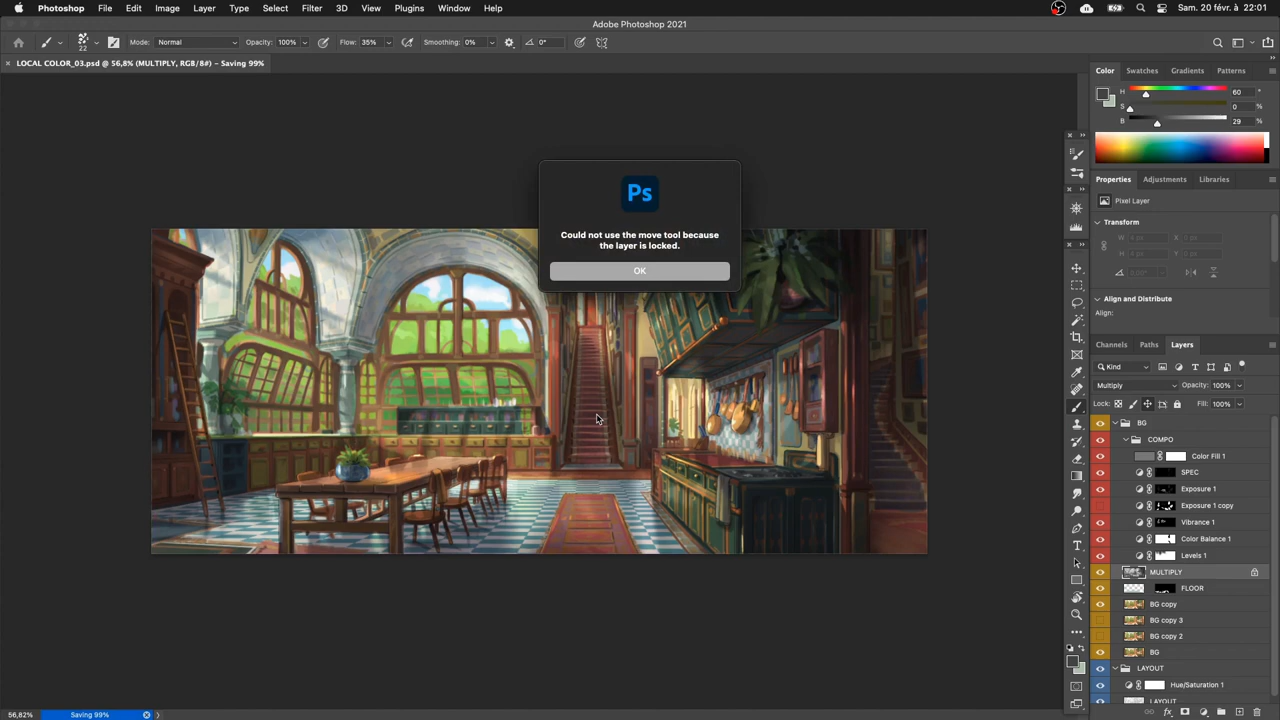 Photoshop File Edit Image Layer Type Select Filter 3D View Plugins Window Help Sam. 20 févr. à 22:01
Adobe Photoshop 2021
22 Mode: Normal Opacity: 100% Flow: 35% Smoothing: 0% 0°
LOCAL COLOR_03.psd @ 56,8% (MULTIPLY, RGB/8#) – Saving 99%
Ps
Could not use the move tool because
the layer is locked.
OK
Color Swatches Gradients Patterns
H 60 °
S 0 %
B 29 %
Properties Adjustments Libraries
Pixel Layer
Transform
W X
H Y
0,00°
Align and Distribute
Align:
Channels Paths Layers
Kind
Multiply Opacity: 100%
Lock: Fill: 100%
BG
COMPO
Color Fill 1
SPEC
Exposure 1
Exposure 1 copy
Vibrance 1
Color Balance 1
Levels 1
MULTIPLY
FLOOR
BG copy
BG copy 3
BG copy 2
BG
LAYOUT
Hue/Saturation 1
LAYOUT
56,82% Saving 99%